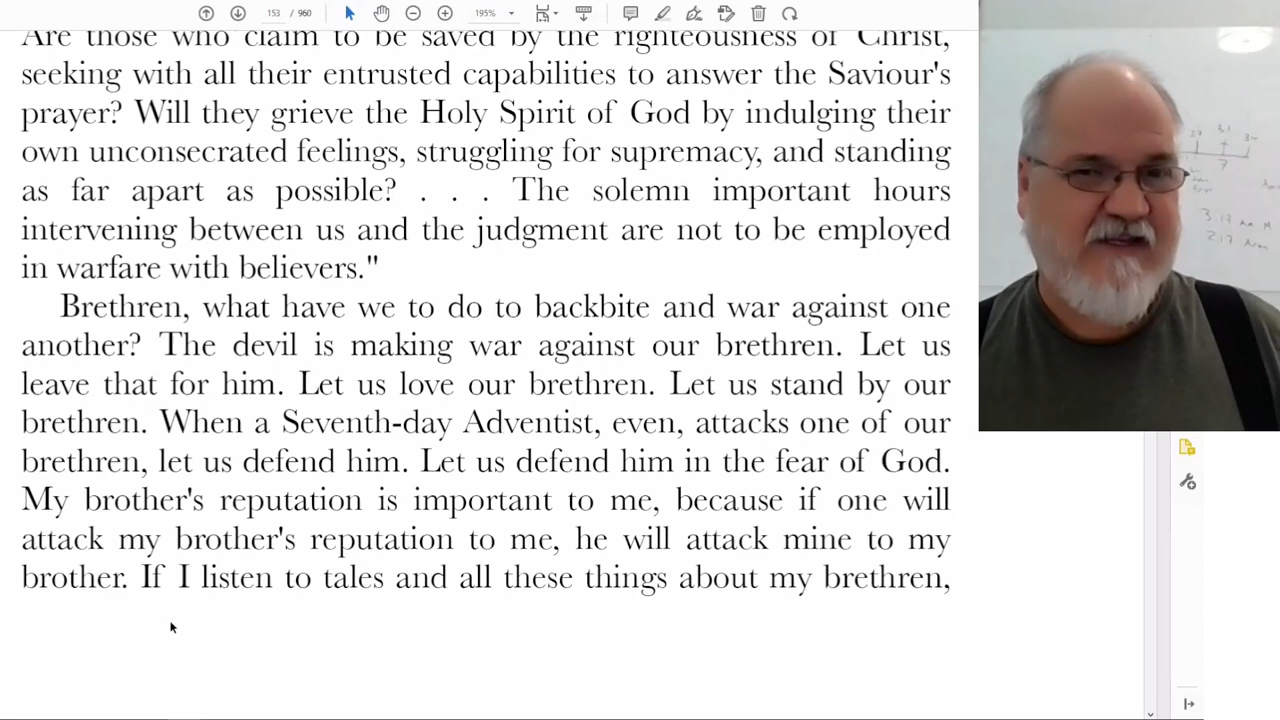 153 / 960
195%
Are those who claim to be saved by the righteousness of Christ,
seeking with all their entrusted capabilities to answer the Saviour's
prayer? Will they grieve the Holy Spirit of God by indulging their
own unconsecrated feelings, struggling for supremacy, and standing
as far apart as possible? . . . The solemn important hours
intervening between us and the judgment are not to be employed
in warfare with believers."
Brethren, what have we to do to backbite and war against one
another? The devil is making war against our brethren. Let us
leave that for him. Let us love our brethren. Let us stand by our
brethren. When a Seventh-day Adventist, even, attacks one of our
brethren, let us defend him. Let us defend him in the fear of God.
My brother's reputation is important to me, because if one will
attack my brother's reputation to me, he will attack mine to my
brother. If I listen to tales and all these things about my brethren,